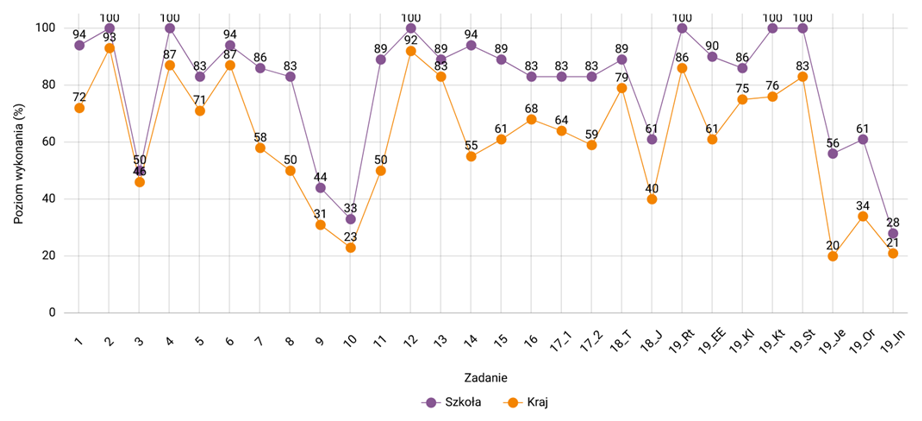 Poziom wykonania (%)
100
80
60
40
20
0
94 100 50 100 83 94 86 83 44 33 89 100 89 94 89 83 83 83 89 61 100 90 86 100 100 56 61 28
72 93 46 87 71 87 58 50 31 23 50 92 83 55 61 68 64 59 79 40 86 61 75 76 83 20 34 21
1 2 3 4 5 6 7 8 9 10 11 12 13 14 15 16 17_1 17_2 18_T 18_J 19_Rt 19_EE 19_Kl 19_Kt 19_St 19_Je 19_Or 19_In
Zadanie
Szkoła Kraj